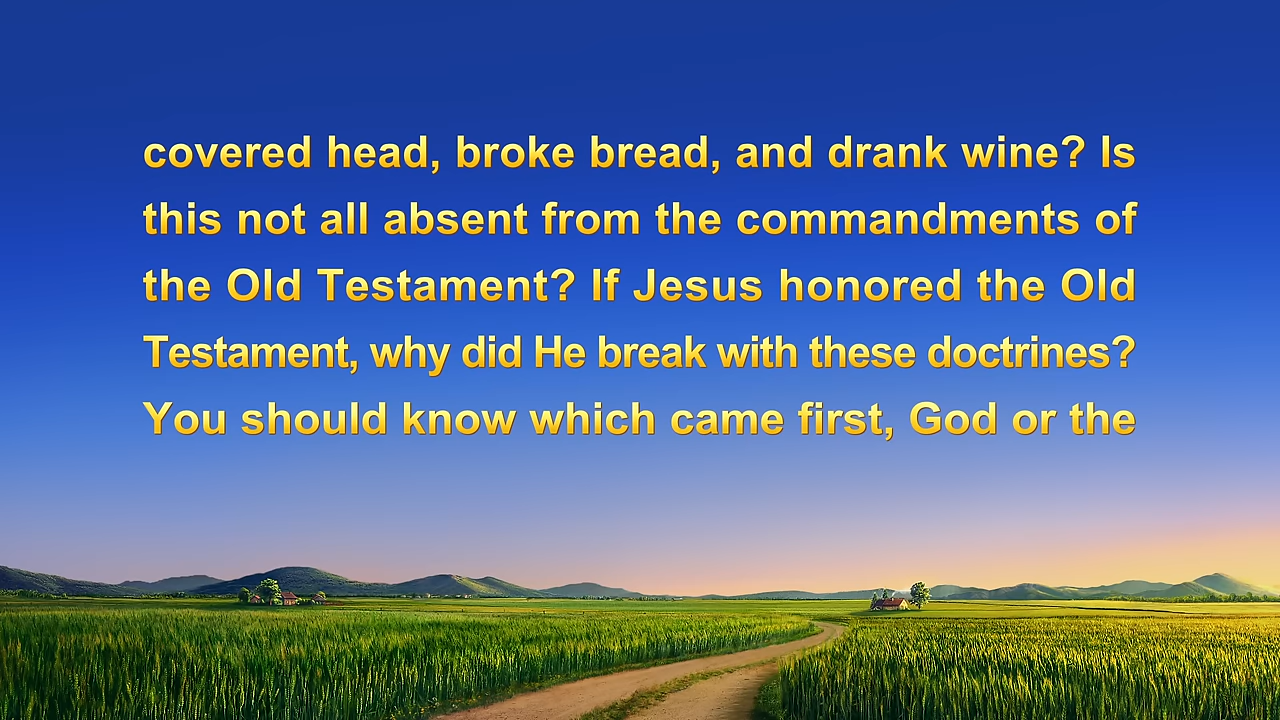 covered head, broke bread, and drank wine? Is
this not all absent from the commandments of
the Old Testament? If Jesus honored the Old
Testament, why did He break with these doctrines?
You should know which came first, God or the